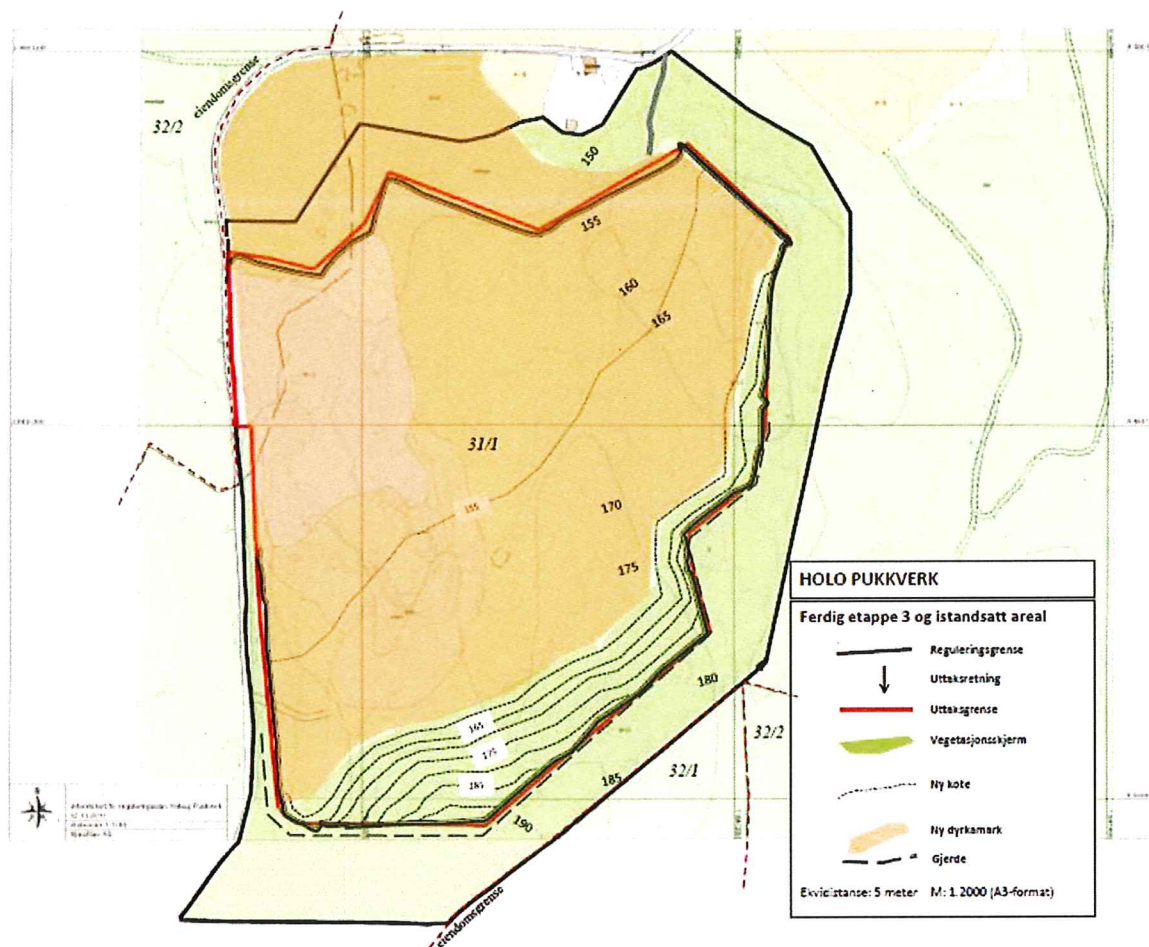 eiendomsgrense
32/2
150
155
160
165
31/1
155
170
175
165
175
185
180
185
190
32/1
32/2
eiendomsgrense
HOLO PUKKVERK
Ferdig etappe 3 og istandsatt areal
Reguleringsgrense
Uttaksretning
Uttaksgrense
Vegetasjonsskjerm
Ny kote
Ny dyrkamark
Gjerde
Ekvidistanse: 5 meter M: 1.2000 (A3-format)